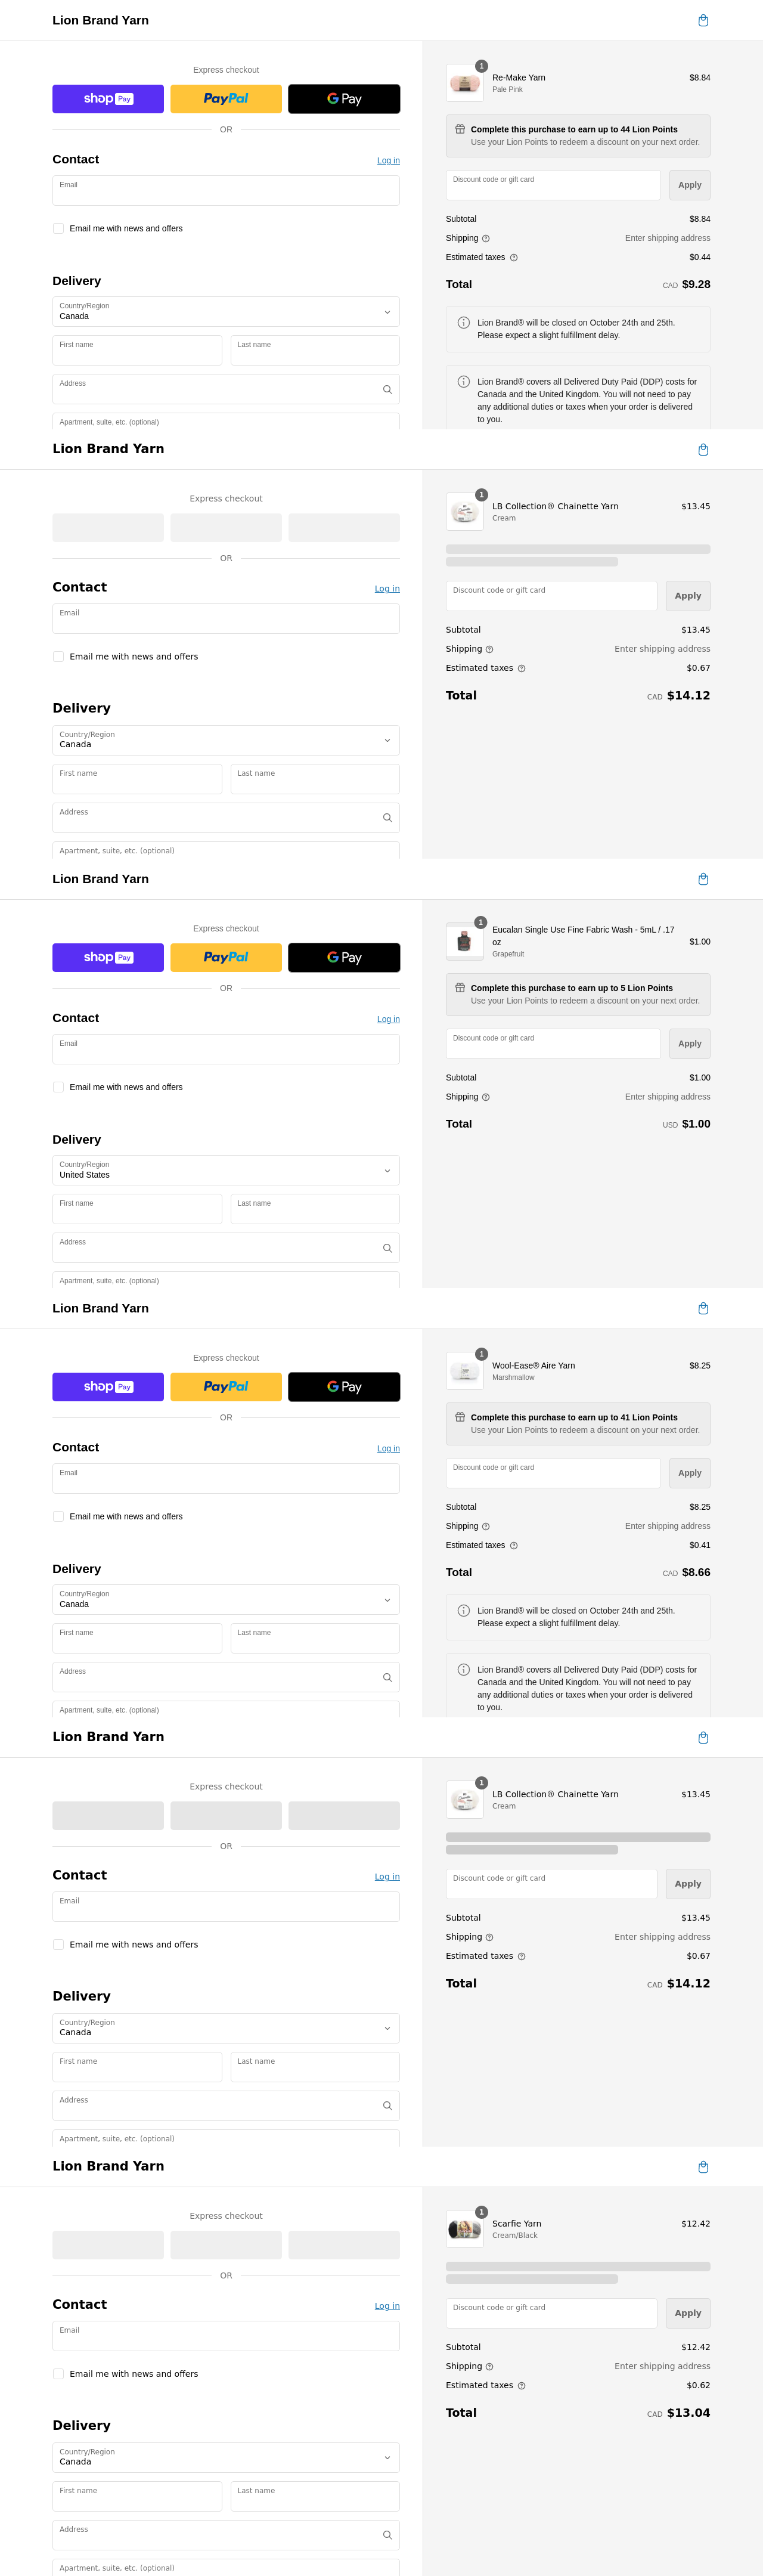 Lion Brand Yarn
Express checkout
shop Pay
PayPal
G Pay
OR
Contact
Log in
Email
Email me with news and offers
Delivery
Country/Region
Canada
First name
Last name
Address
Apartment, suite, etc. (optional)
1
Re-Make Yarn
$8.84
Pale Pink
Complete this purchase to earn up to 44 Lion Points
Use your Lion Points to redeem a discount on your next order.
Discount code or gift card
Apply
Subtotal
$8.84
Shipping
Enter shipping address
Estimated taxes
$0.44
Total
CAD $9.28
Lion Brand® will be closed on October 24th and 25th.
Please expect a slight fulfillment delay.
Lion Brand® covers all Delivered Duty Paid (DDP) costs for
Canada and the United Kingdom. You will not need to pay
any additional duties or taxes when your order is delivered
to you.
Lion Brand Yarn
Express checkout
OR
Contact
Log in
Email
Email me with news and offers
Delivery
Country/Region
Canada
First name
Last name
Address
Apartment, suite, etc. (optional)
1
LB Collection® Chainette Yarn
$13.45
Cream
Discount code or gift card
Apply
Subtotal
$13.45
Shipping
Enter shipping address
Estimated taxes
$0.67
Total
CAD $14.12
Lion Brand Yarn
Express checkout
shop Pay
PayPal
G Pay
OR
Contact
Log in
Email
Email me with news and offers
Delivery
Country/Region
United States
First name
Last name
Address
Apartment, suite, etc. (optional)
1
Eucalan Single Use Fine Fabric Wash - 5mL / .17
oz
$1.00
Grapefruit
Complete this purchase to earn up to 5 Lion Points
Use your Lion Points to redeem a discount on your next order.
Discount code or gift card
Apply
Subtotal
$1.00
Shipping
Enter shipping address
Total
USD $1.00
Lion Brand Yarn
Express checkout
shop Pay
PayPal
G Pay
OR
Contact
Log in
Email
Email me with news and offers
Delivery
Country/Region
Canada
First name
Last name
Address
Apartment, suite, etc. (optional)
1
Wool-Ease® Aire Yarn
$8.25
Marshmallow
Complete this purchase to earn up to 41 Lion Points
Use your Lion Points to redeem a discount on your next order.
Discount code or gift card
Apply
Subtotal
$8.25
Shipping
Enter shipping address
Estimated taxes
$0.41
Total
CAD $8.66
Lion Brand® will be closed on October 24th and 25th.
Please expect a slight fulfillment delay.
Lion Brand® covers all Delivered Duty Paid (DDP) costs for
Canada and the United Kingdom. You will not need to pay
any additional duties or taxes when your order is delivered
to you.
Lion Brand Yarn
Express checkout
OR
Contact
Log in
Email
Email me with news and offers
Delivery
Country/Region
Canada
First name
Last name
Address
Apartment, suite, etc. (optional)
1
LB Collection® Chainette Yarn
$13.45
Cream
Discount code or gift card
Apply
Subtotal
$13.45
Shipping
Enter shipping address
Estimated taxes
$0.67
Total
CAD $14.12
Lion Brand Yarn
Express checkout
OR
Contact
Log in
Email
Email me with news and offers
Delivery
Country/Region
Canada
First name
Last name
Address
Apartment, suite, etc. (optional)
1
Scarfie Yarn
$12.42
Cream/Black
Discount code or gift card
Apply
Subtotal
$12.42
Shipping
Enter shipping address
Estimated taxes
$0.62
Total
CAD $13.04